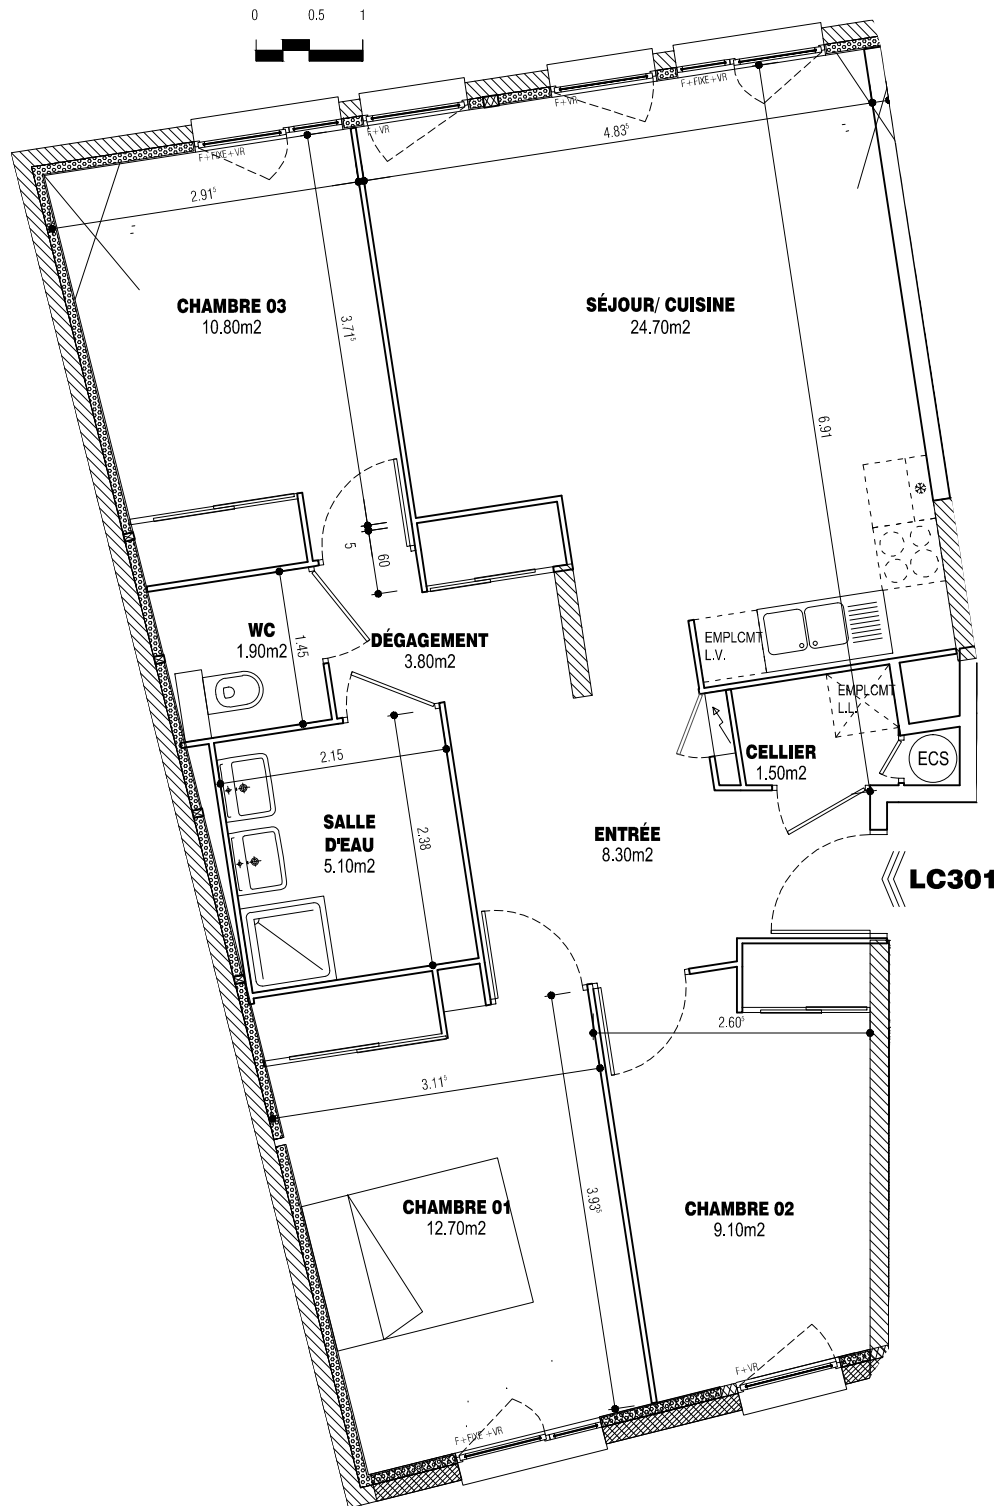 0 0.5 1
F+FIXE+VR
F+VR
F+VR
F+FIXE+VR
4.83⁵
2.91⁵
CHAMBRE 03
10.80m2
3.71⁵
SÉJOUR/ CUISINE
24.70m2
6.91
5
60
WC
1.90m2
1.45
DÉGAGEMENT
3.80m2
EMPLCMT
L.V.
EMPLCMT
L.L.
CELLIER
1.50m2
ECS
2.15
SALLE
D'EAU
5.10m2
2.38
ENTRÉE
8.30m2
LC301
2.60⁵
3.11⁵
3.93⁵
CHAMBRE 01
12.70m2
CHAMBRE 02
9.10m2
F+VR
F+FIXE+VR